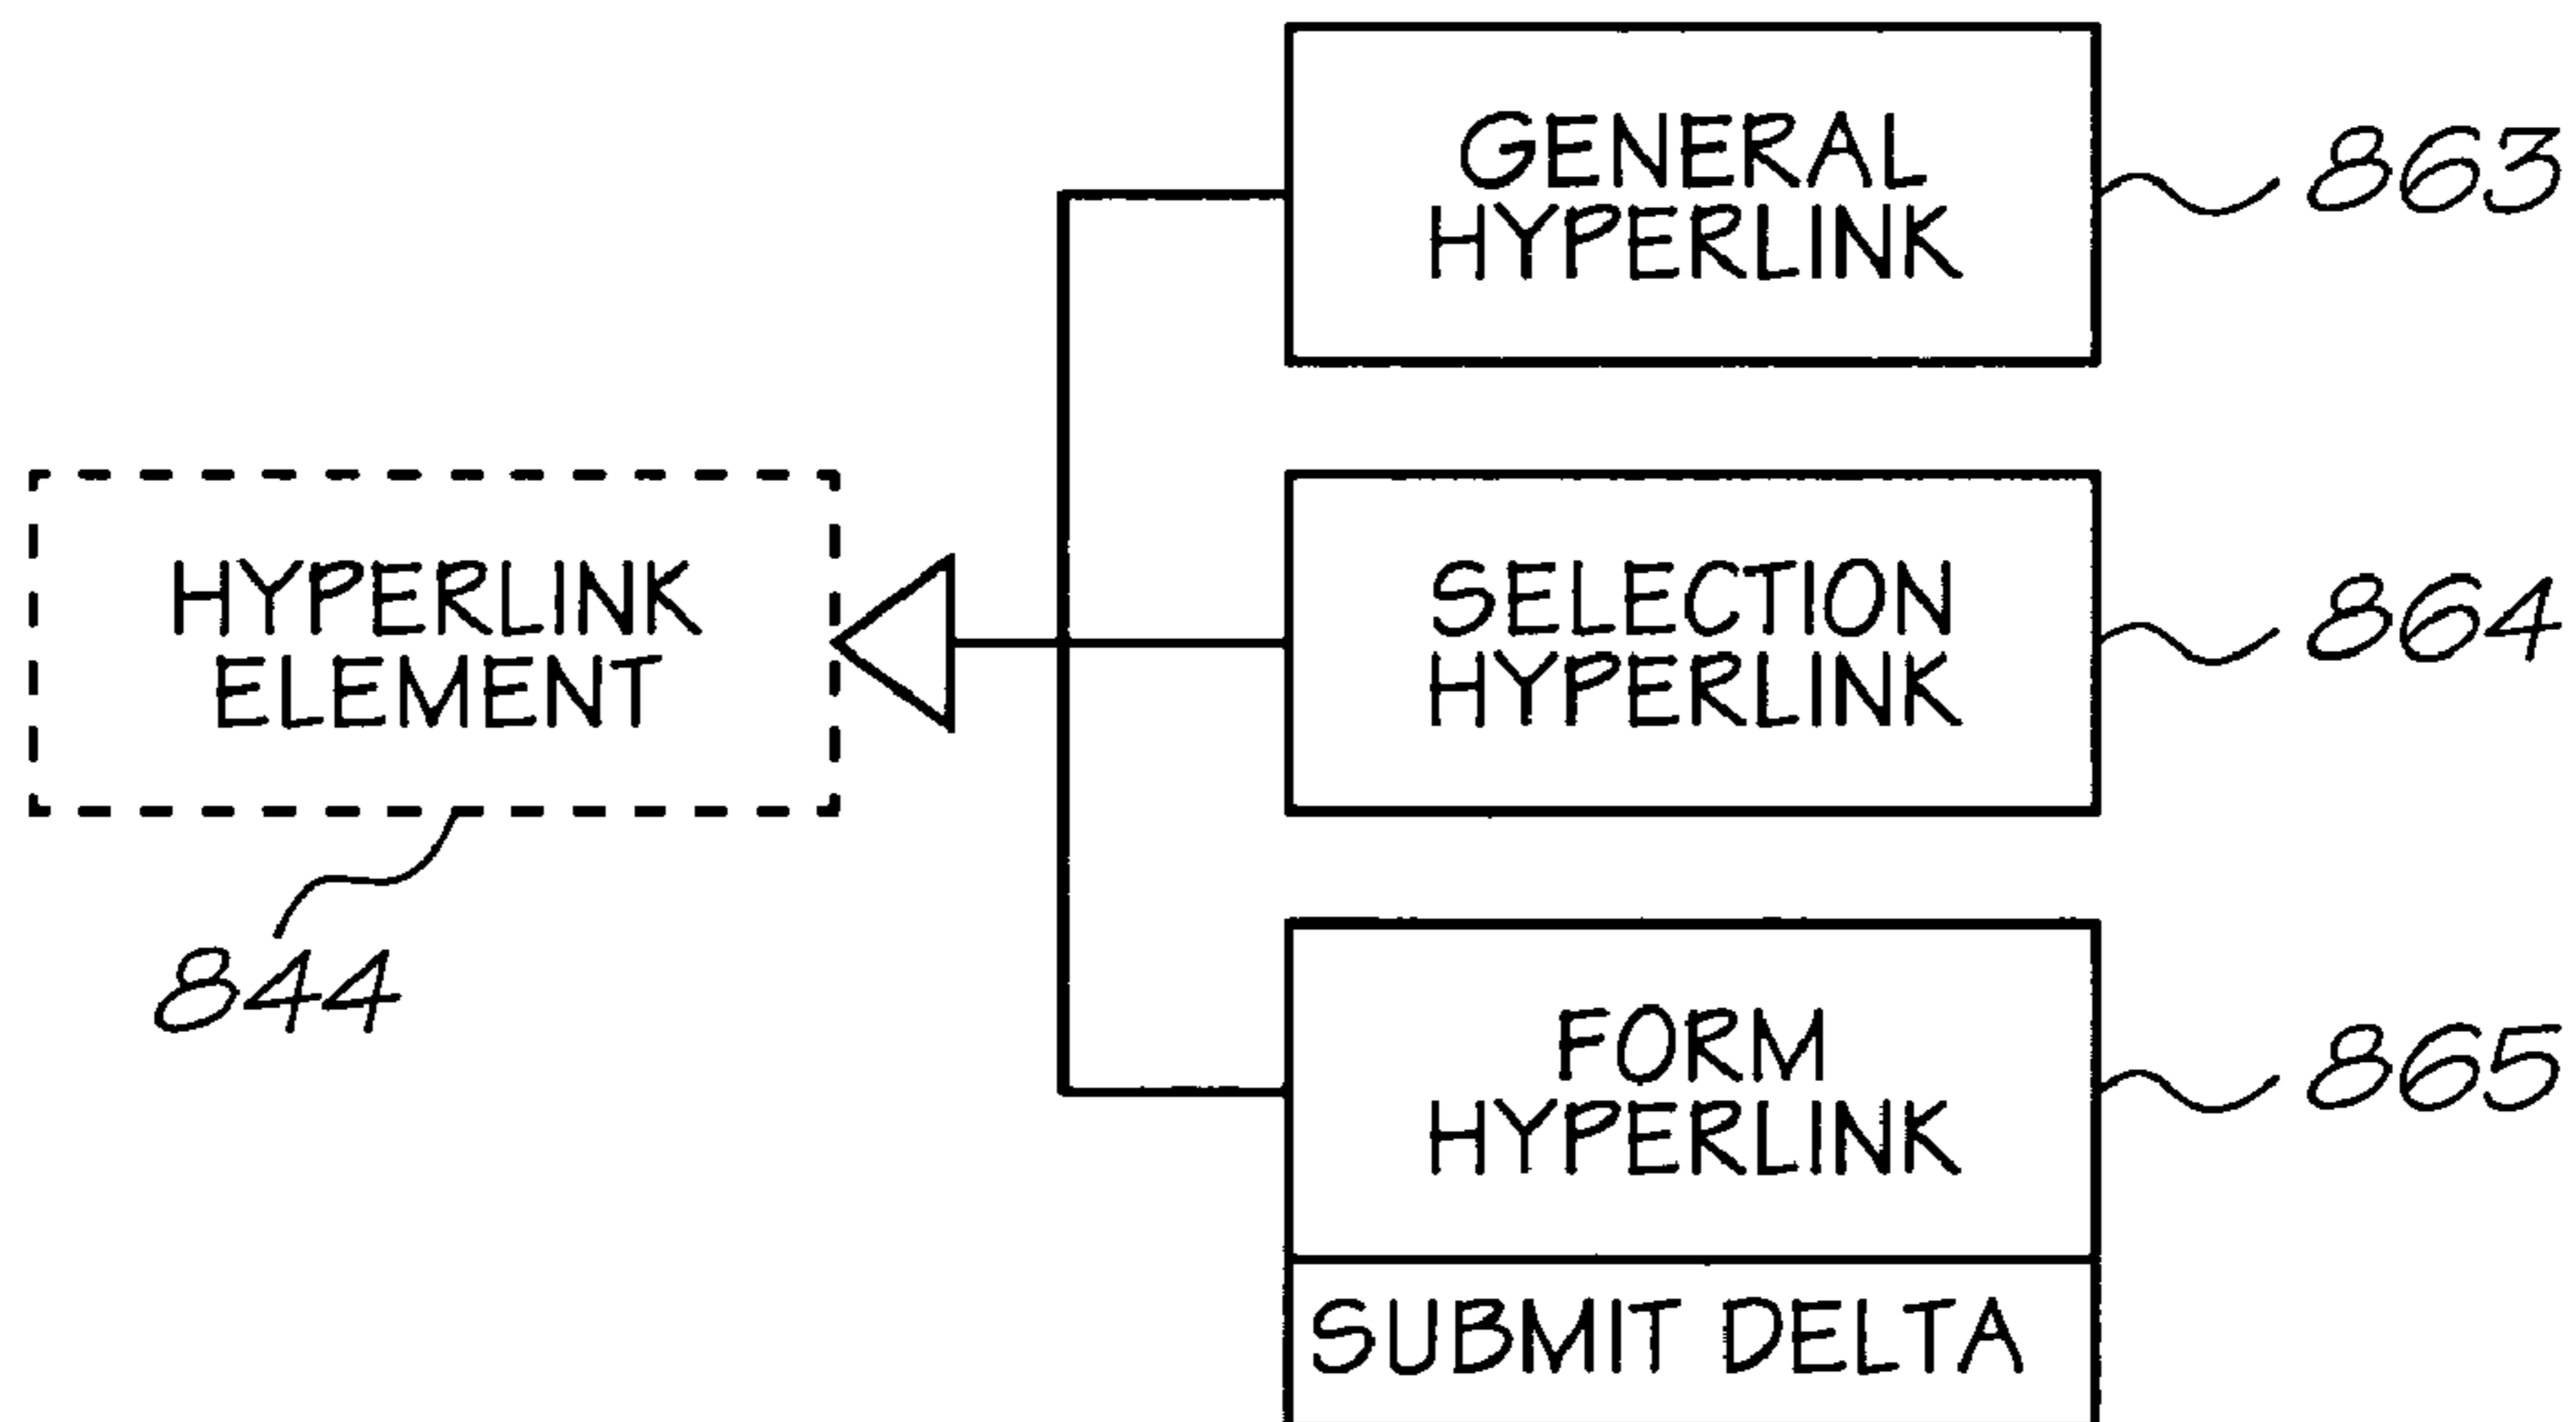 GENERAL
HYPERLINK
863
HYPERLINK
ELEMENT
844
SELECTION
HYPERLINK
864
FORM
HYPERLINK
865
SUBMIT DELTA